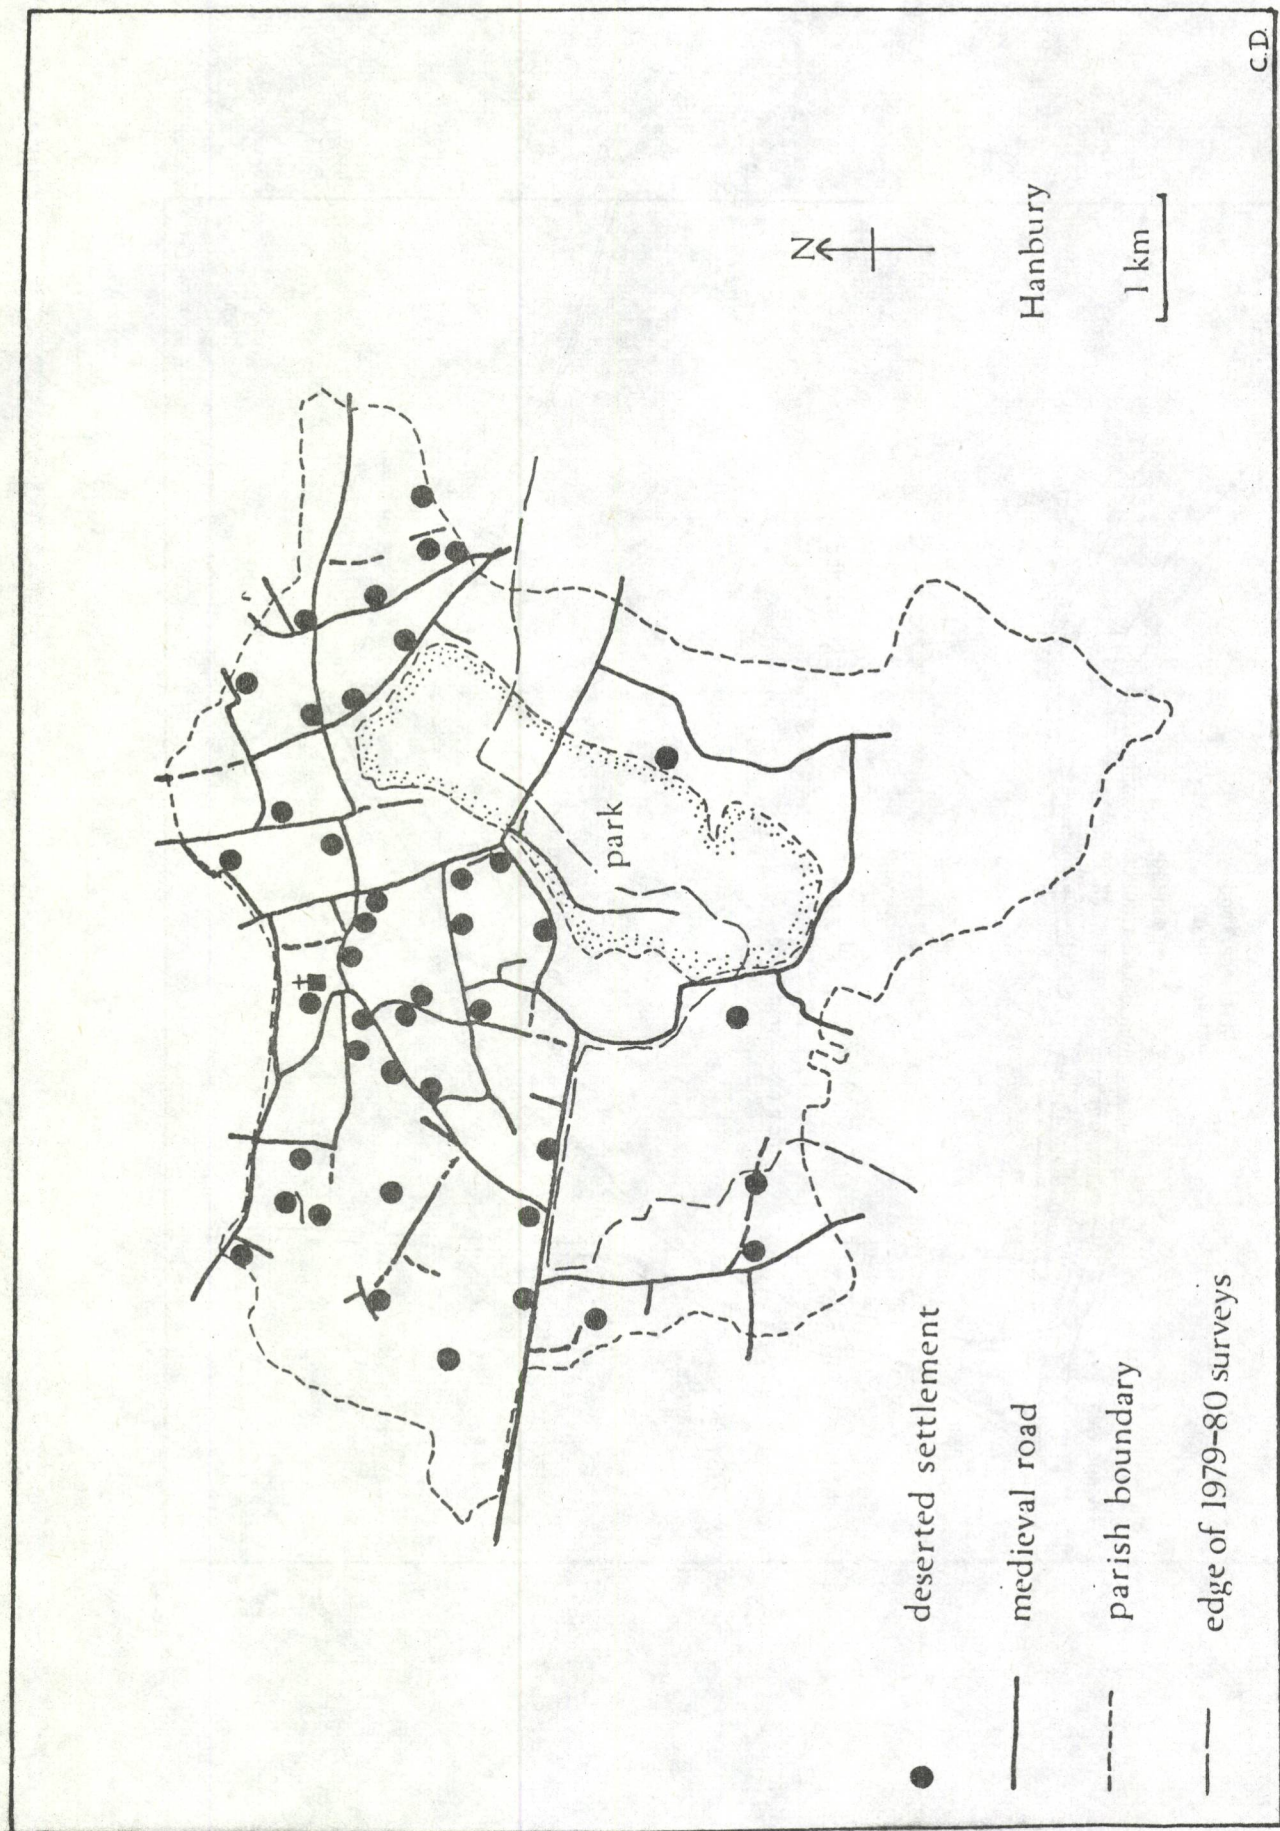 park
N
Hanbury
1 km
deserted settlement
medieval road
parish boundary
edge of 1979-80 surveys
C.D.